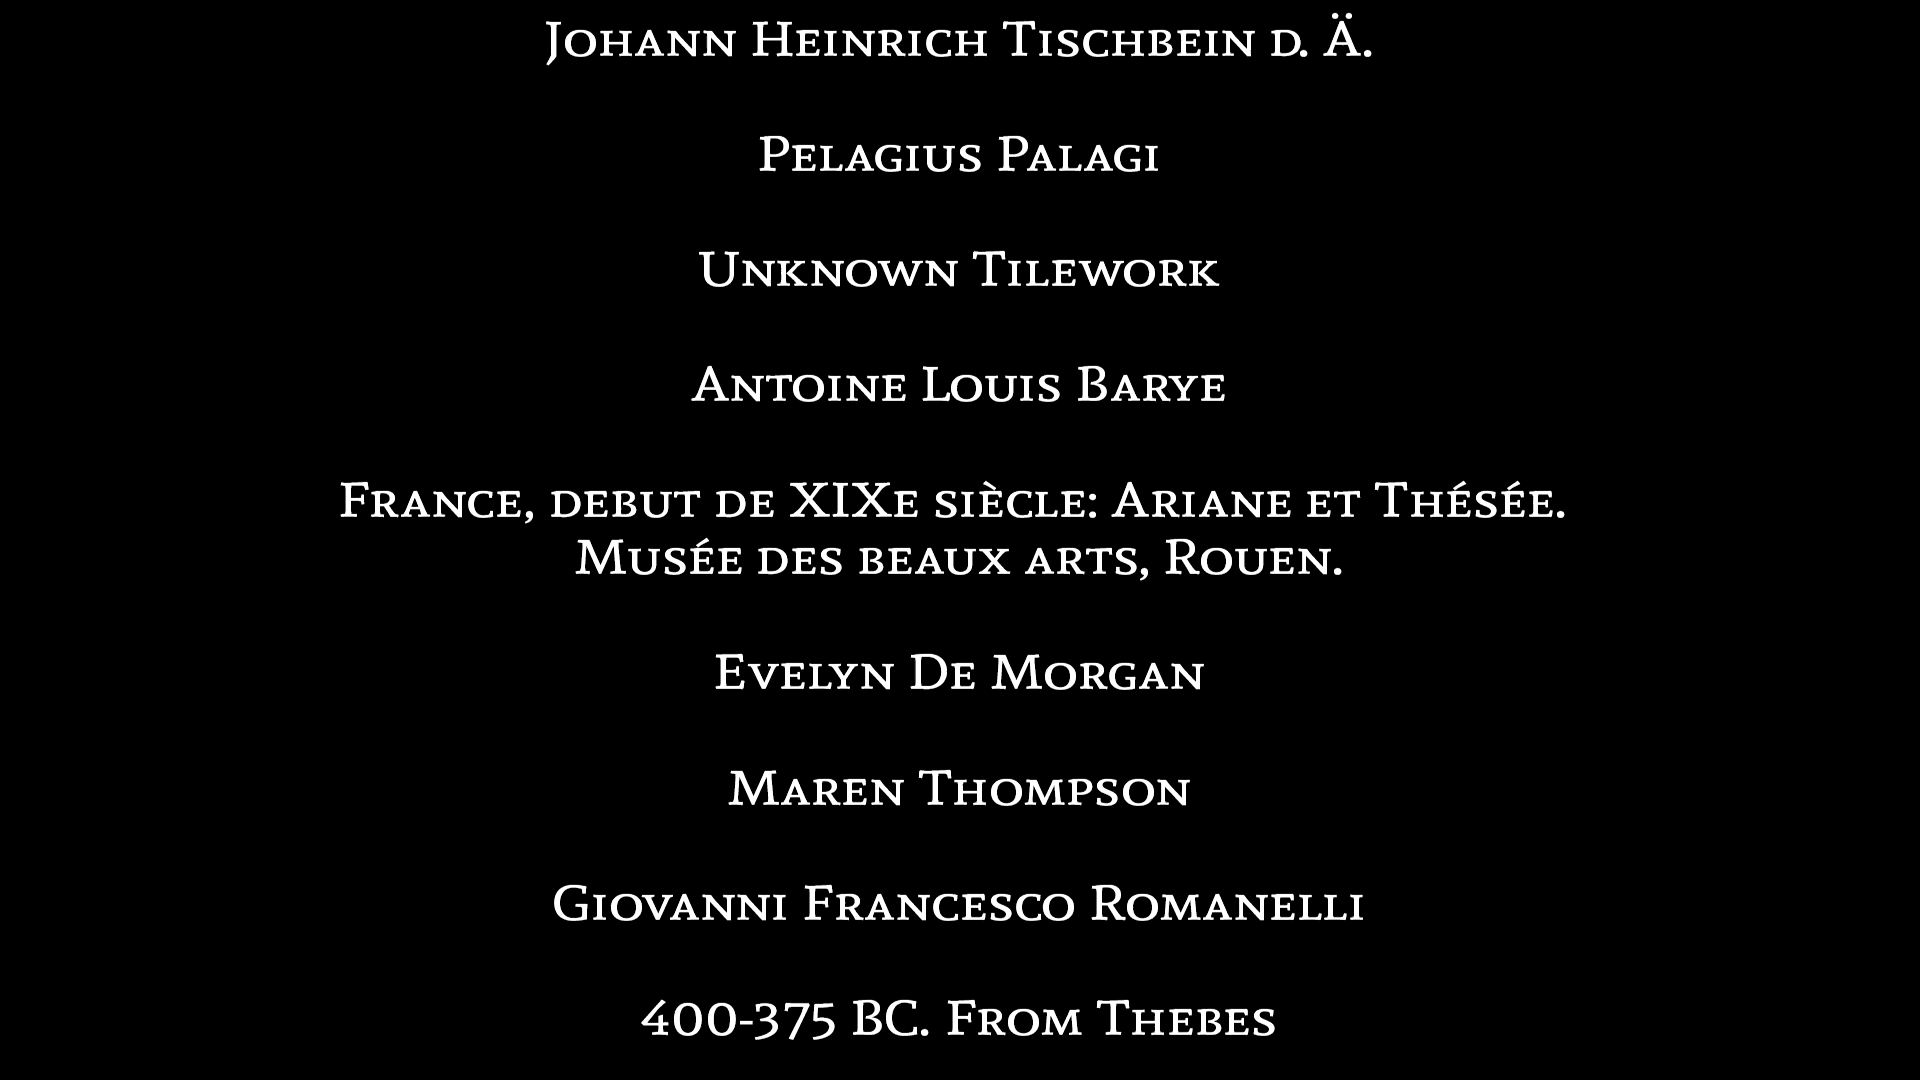 Johann Heinrich Tischbein d. Ä.
Pelagius Palagi
Unknown Tilework
Antoine Louis Barye
France, debut de XIXe siècle: Ariane et Thésée.
Musée des beaux arts, Rouen.
Evelyn De Morgan
Maren Thompson
Giovanni Francesco Romanelli
400-375 BC. From Thebes